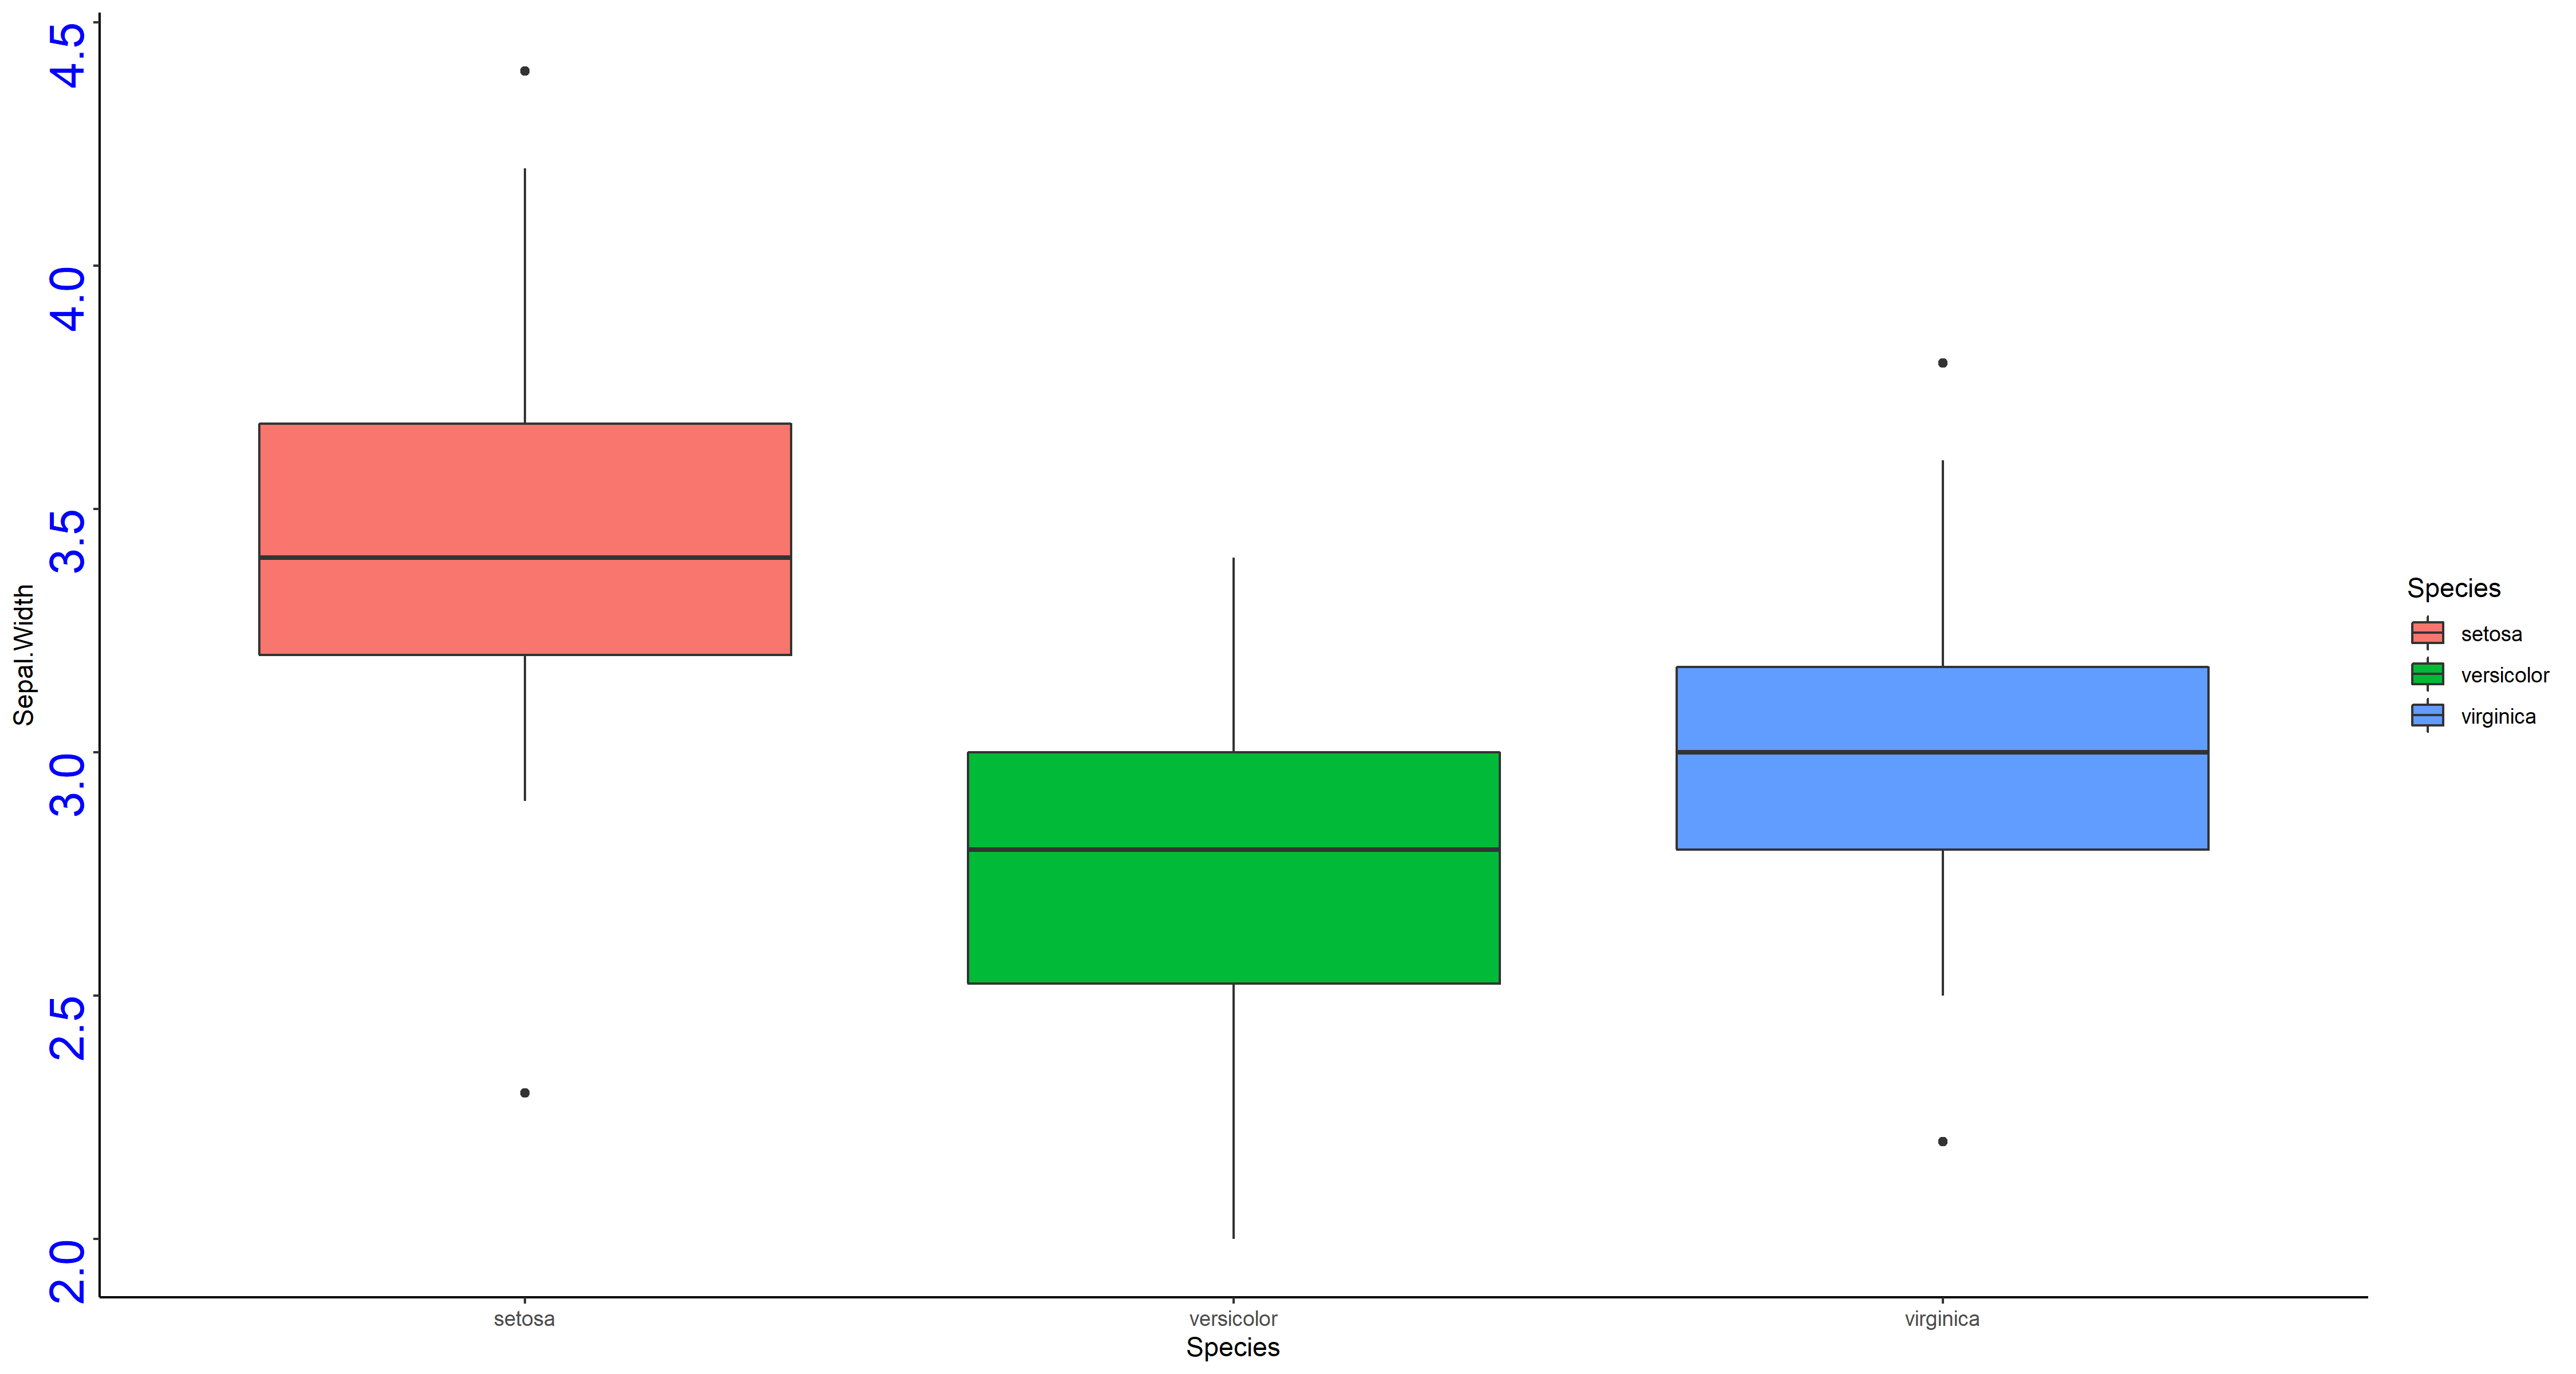 Sepal.Width
4.5
4.0
3.5
3.0
2.5
2.0
setosa
versicolor
virginica
Species
Species
setosa
versicolor
virginica